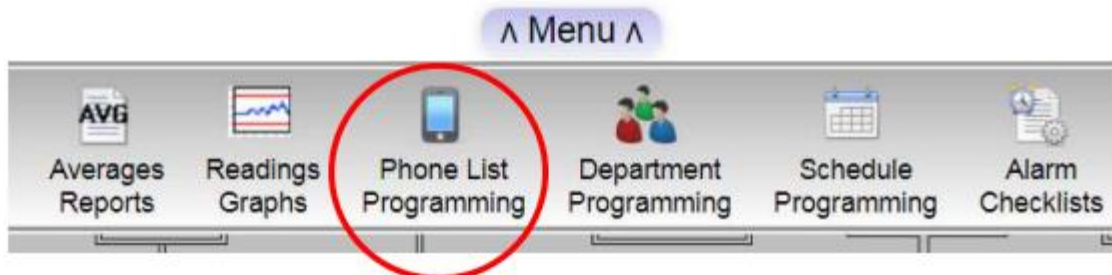 ∧ Menu ∧
AVG
Averages
Reports
Readings
Graphs
Phone List
Programming
Department
Programming
Schedule
Programming
Alarm
Checklists